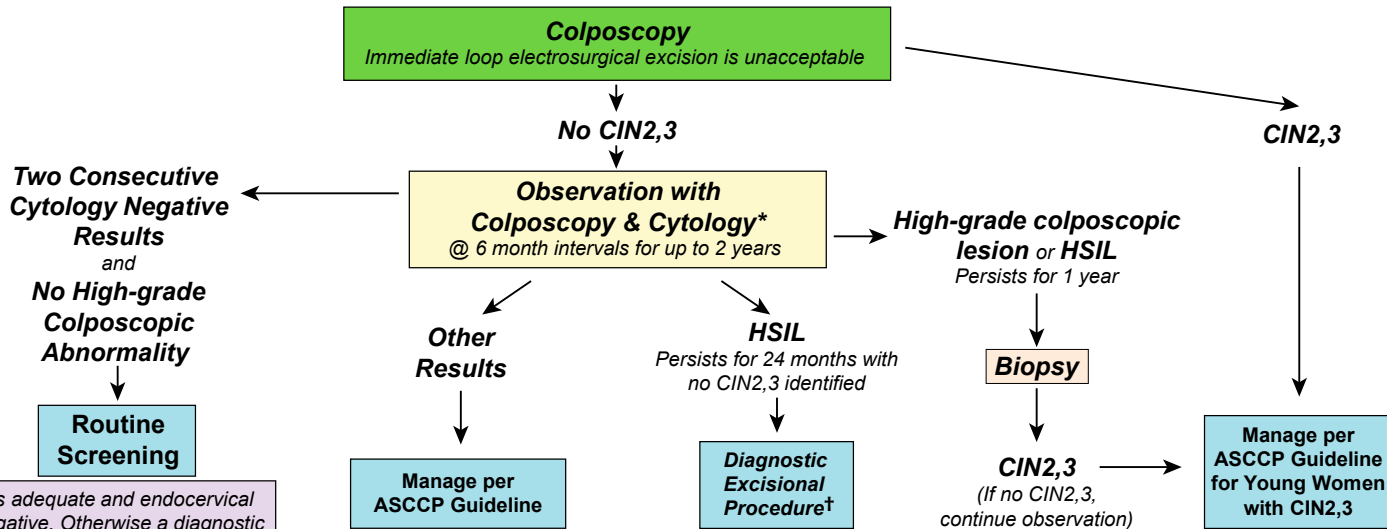 Colposcopy
Immediate loop electrosurgical excision is unacceptable
No CIN2,3
CIN2,3
Two Consecutive
Cytology Negative
Results
and
No High-grade
Colposcopic
Abnormality
Observation with
Colposcopy & Cytology*
@ 6 month intervals for up to 2 years
High-grade colposcopic
lesion or HSIL
Persists for 1 year
Other
Results
HSIL
Persists for 24 months with
no CIN2,3 identified
Biopsy
Routine
Screening
Manage per
ASCCP Guideline
Diagnostic
Excisional
Procedure†
CIN2,3
(If no CIN2,3,
continue observation)
Manage per
ASCCP Guideline
for Young Women
with CIN2,3
adequate and endocervical
Otherwise a diagnostic